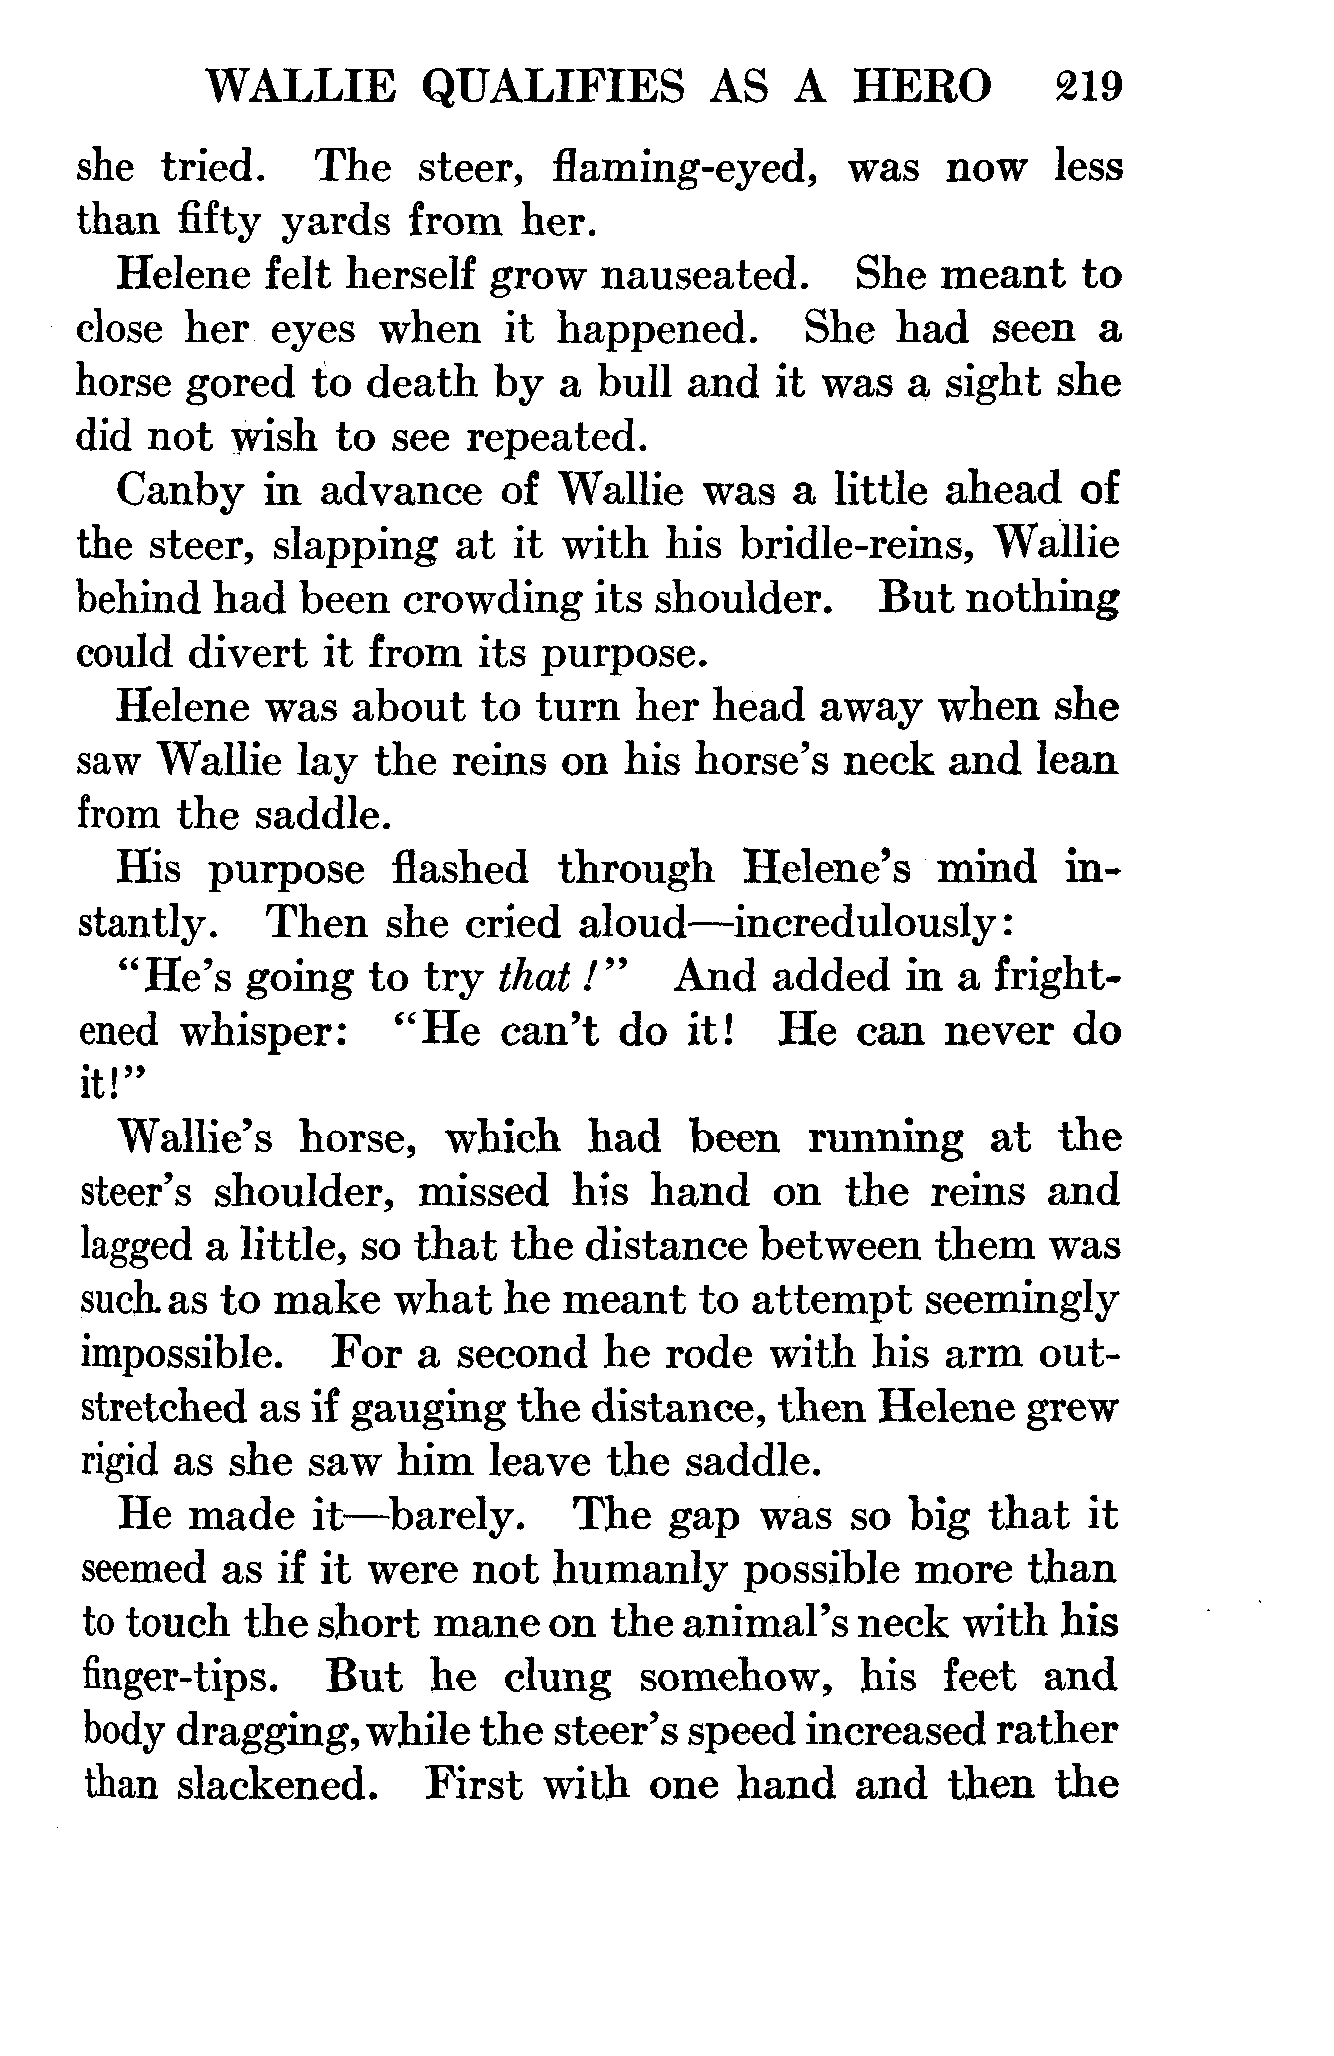 WALLIE QUALIFIES AS A HERO 219
she tried. The steer, flaming-eyed, was now less
than fifty yards from her.
Helene felt herself grow nauseated. She meant to
close her eyes when it happened. She had seen a
horse gored to death by a bull and it was a sight she
did not wish to see repeated.
Canby in advance of Wallie was a little ahead of
the steer, slapping at it with his bridle-reins, Wallie
behind had been crowding its shoulder. But nothing
could divert it from its purpose.
Helene was about to turn her head away when she
saw Wallie lay the reins on his horse's neck and lean
from the saddle.
His purpose flashed through Helene's mind in-
stantly. Then she cried aloud—incredulously:
"He's going to try that!" And added in a fright-
ened whisper: "He can't do it! He can never do
it!"
Wallie's horse, which had been running at the
steer's shoulder, missed his hand on the reins and
lagged a little, so that the distance between them was
such as to make what he meant to attempt seemingly
impossible. For a second he rode with his arm out-
stretched as if gauging the distance, then Helene grew
rigid as she saw him leave the saddle.
He made it—barely. The gap was so big that it
seemed as if it were not humanly possible more than
to touch the short mane on the animal's neck with his
finger-tips. But he clung somehow, his feet and
body dragging, while the steer's speed increased rather
than slackened. First with one hand and then the